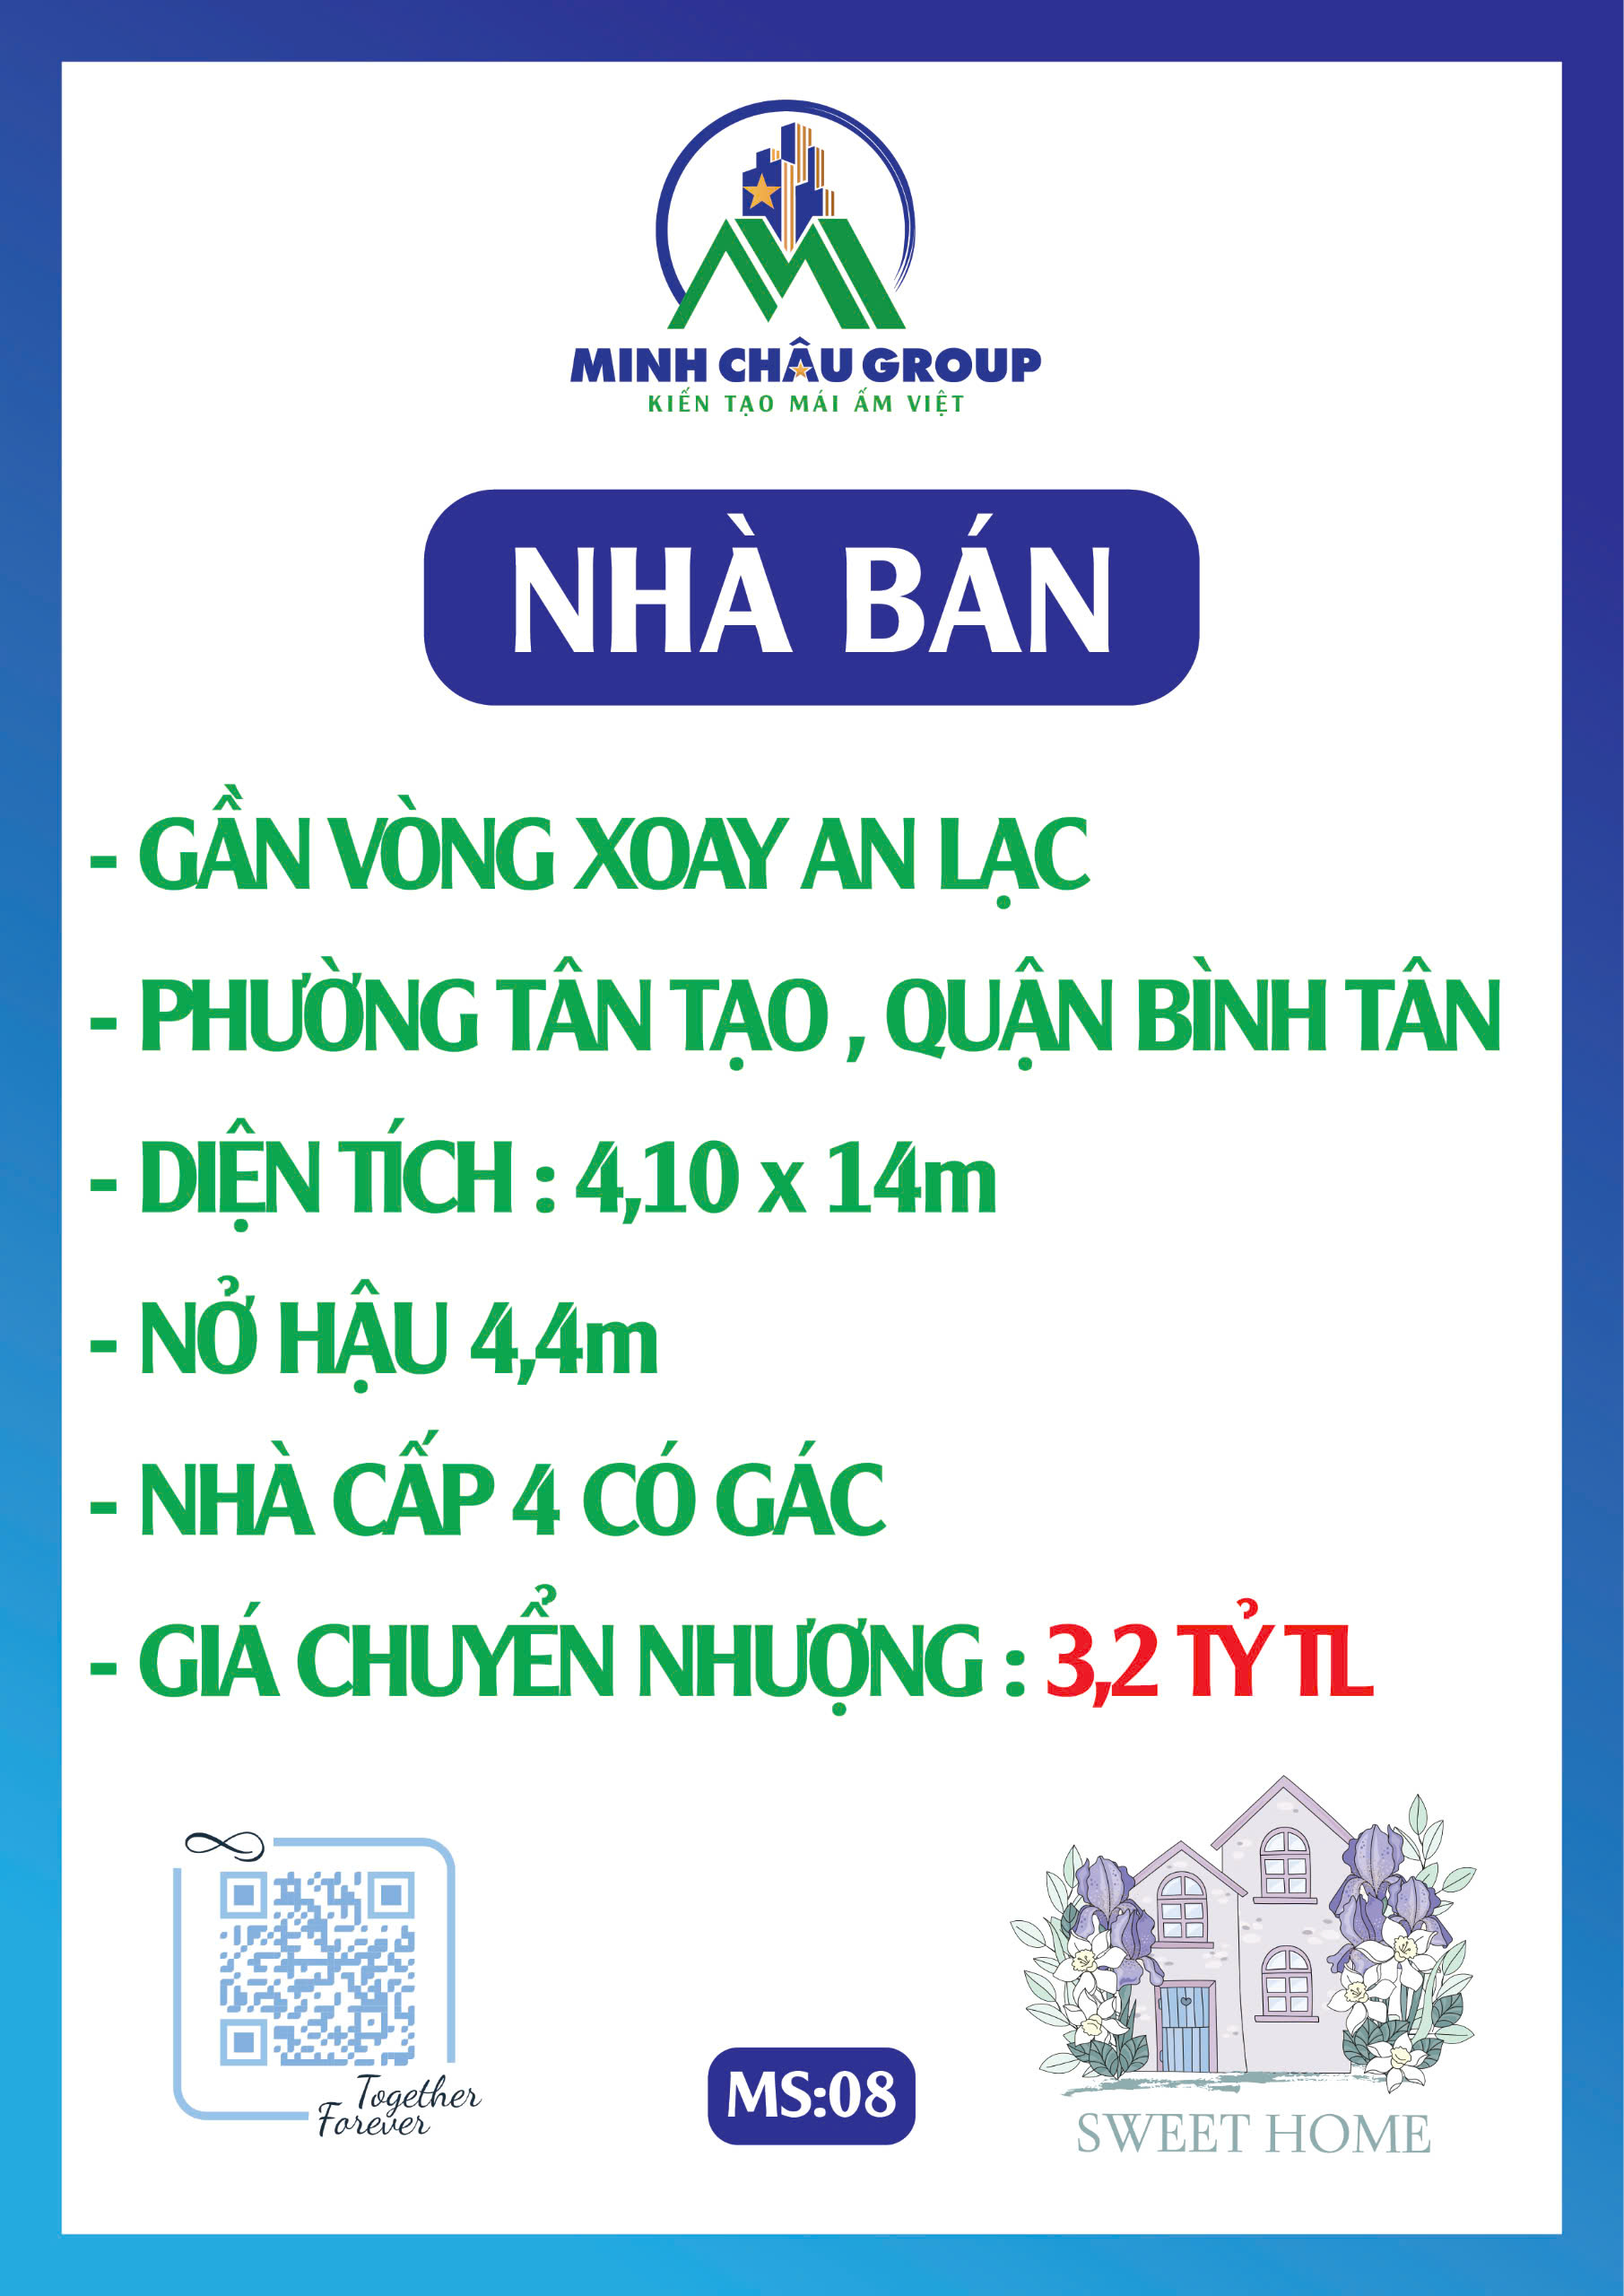 MINH CHÂU GROUP
KIẾN TẠO MÁI ẤM VIỆT
NHÀ BÁN
- GẦN VÒNG XOAY AN LẠC
- PHƯỜNG TÂN TẠO , QUẬN BÌNH TÂN
- DIỆN TÍCH : 4,10 x 14m
- NỞ HẬU 4,4m
- NHÀ CẤP 4 CÓ GÁC
- GIÁ CHUYỂN NHƯỢNG : 3,2 TỶ TL
Together
Forever
MS:08
SWEET HOME